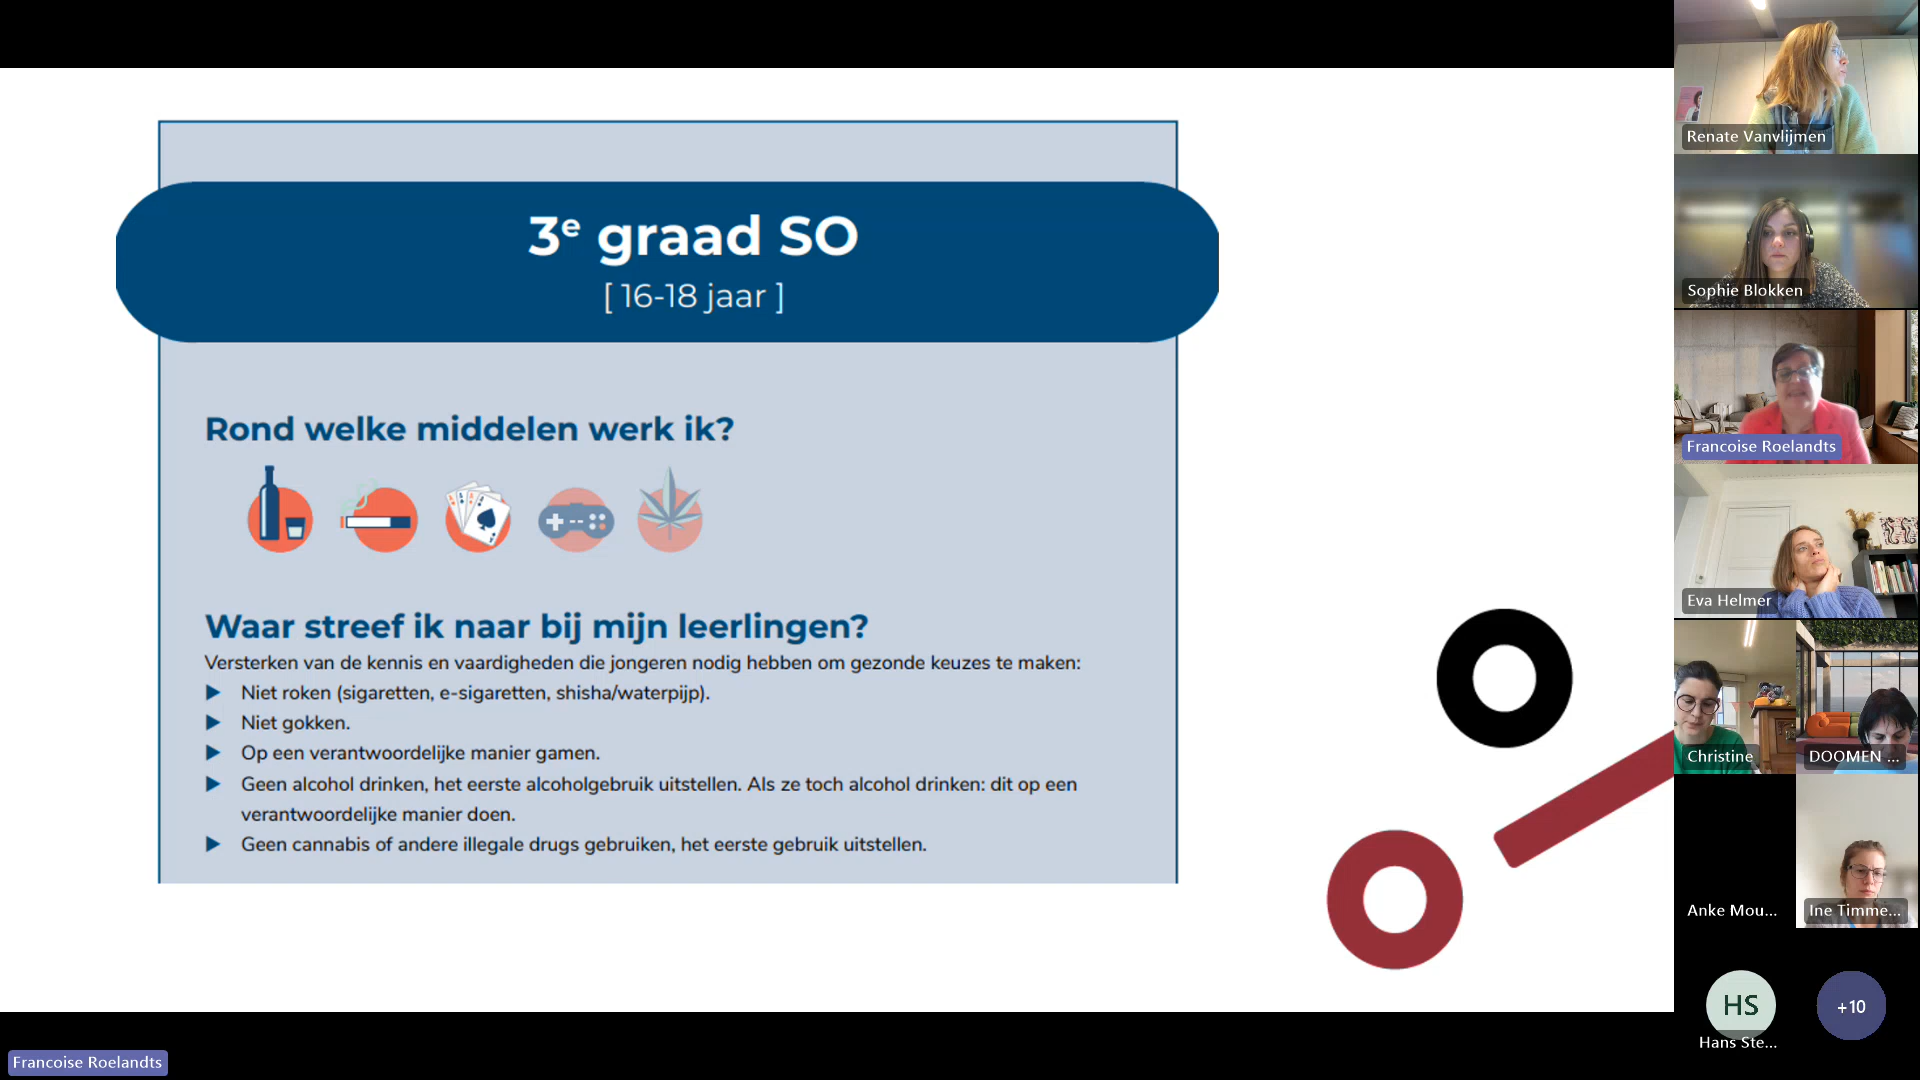 3e graad SO
[ 16-18 jaar ]
Rond welke middelen werk ik?
Waar streef ik naar bij mijn leerlingen?
Versterken van de kennis en vaardigheden die jongeren nodig hebben om gezonde keuzes te maken:
Niet roken (sigaretten, e-sigaretten, shisha/waterpijp).
Niet gokken.
Op een verantwoordelijke manier gamen.
Geen alcohol drinken, het eerste alcoholgebruik uitstellen. Als ze toch alcohol drinken: dit op een
verantwoordelijke manier doen.
Geen cannabis of andere illegale drugs gebruiken, het eerste gebruik uitstellen.
Renate Vanvlijmen
Sophie Blokken
Francoise Roelandts
Eva Helmer
Christine
DOOMEN ...
Anke Mou...
Ine Timme...
HS
Hans Ste...
+10
Francoise Roelandts